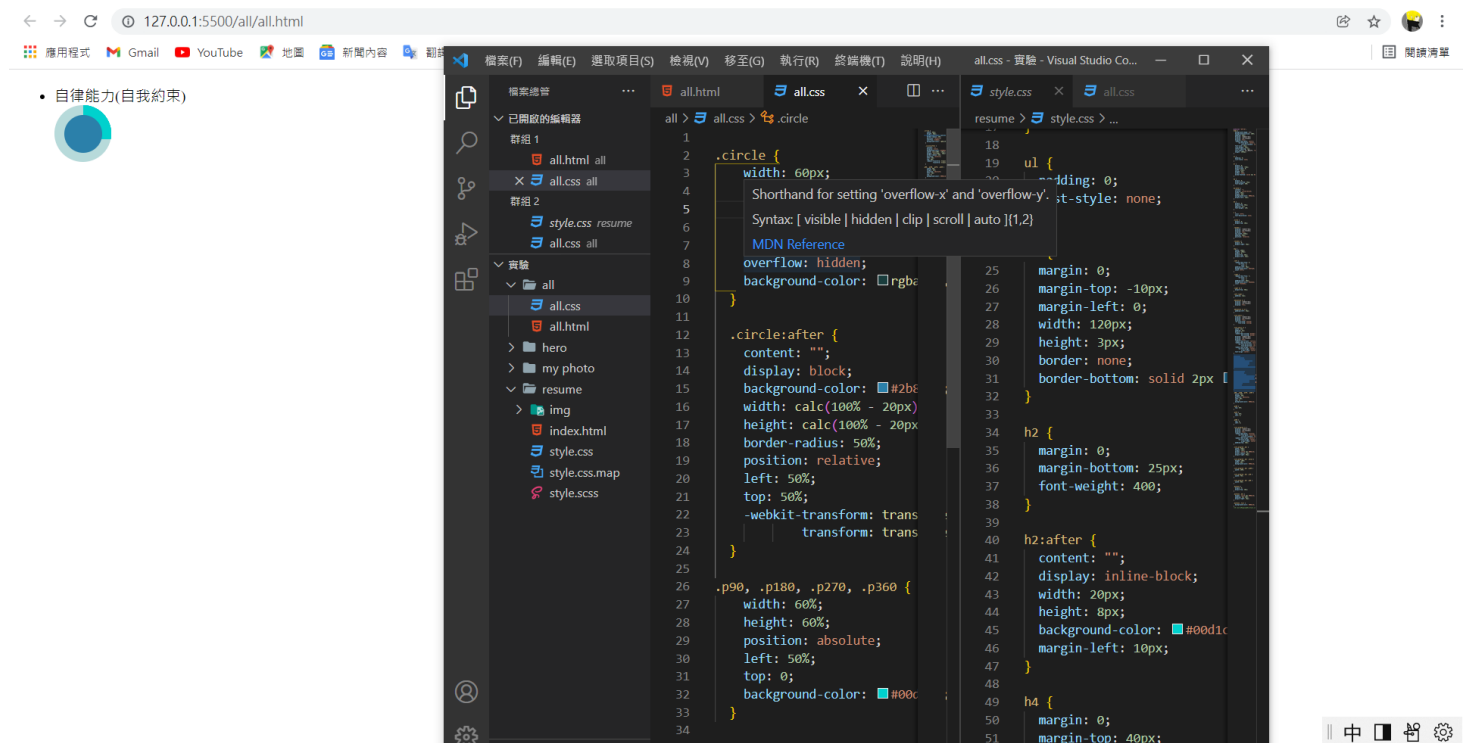 127.0.0.1:5500/all/all.html
應用程式 Gmail YouTube 地圖 新聞內容 閱讀清單
檔案(F) 編輯(E) 選取項目(S) 檢視(V) 移至(G) 執行(R) 終端機(T) 說明(H) all.css - 實驗 - Visual Studio Co...
自律能力(自我約束)
檔案總管 ...
已開啟的編輯器
群組 1
all.html all
all.css all
群組 2
style.css resume
all.css all
實驗
all
all.css
all.html
hero
my photo
resume
img
index.html
style.css
style.css.map
style.scss
all.html all.css ...
all > all.css > .circle
1
2 .circle {
3 width: 60px;
4
5
6
7
Shorthand for setting 'overflow-x' and 'overflow-y'.
Syntax: [ visible | hidden | clip | scroll | auto ]{1,2}
MDN Reference
8 overflow: hidden;
9 background-color: rgba
10 }
11
12 .circle:after {
13 content: "";
14 display: block;
15 background-color: #2b8
16 width: calc(100% - 20px)
17 height: calc(100% - 20px
18 border-radius: 50%;
19 position: relative;
20 left: 50%;
21 top: 50%;
22 -webkit-transform: trans
23 transform: trans
24 }
25
26 .p90, .p180, .p270, .p360 {
27 width: 60%;
28 height: 60%;
29 position: absolute;
30 left: 50%;
31 top: 0;
32 background-color: #00d
33 }
34
style.css all.css ...
resume > style.css > ...
18
19 ul {
padding: 0;
st-style: none;
25 margin: 0;
26 margin-top: -10px;
27 margin-left: 0;
28 width: 120px;
29 height: 3px;
30 border: none;
31 border-bottom: solid 2px
32 }
33
34 h2 {
35 margin: 0;
36 margin-bottom: 25px;
37 font-weight: 400;
38 }
39
40 h2:after {
41 content: "";
42 display: inline-block;
43 width: 20px;
44 height: 8px;
45 background-color: #00d1c
46 margin-left: 10px;
47 }
48
49 h4 {
50 margin: 0;
51 margin-top: 40px;
中